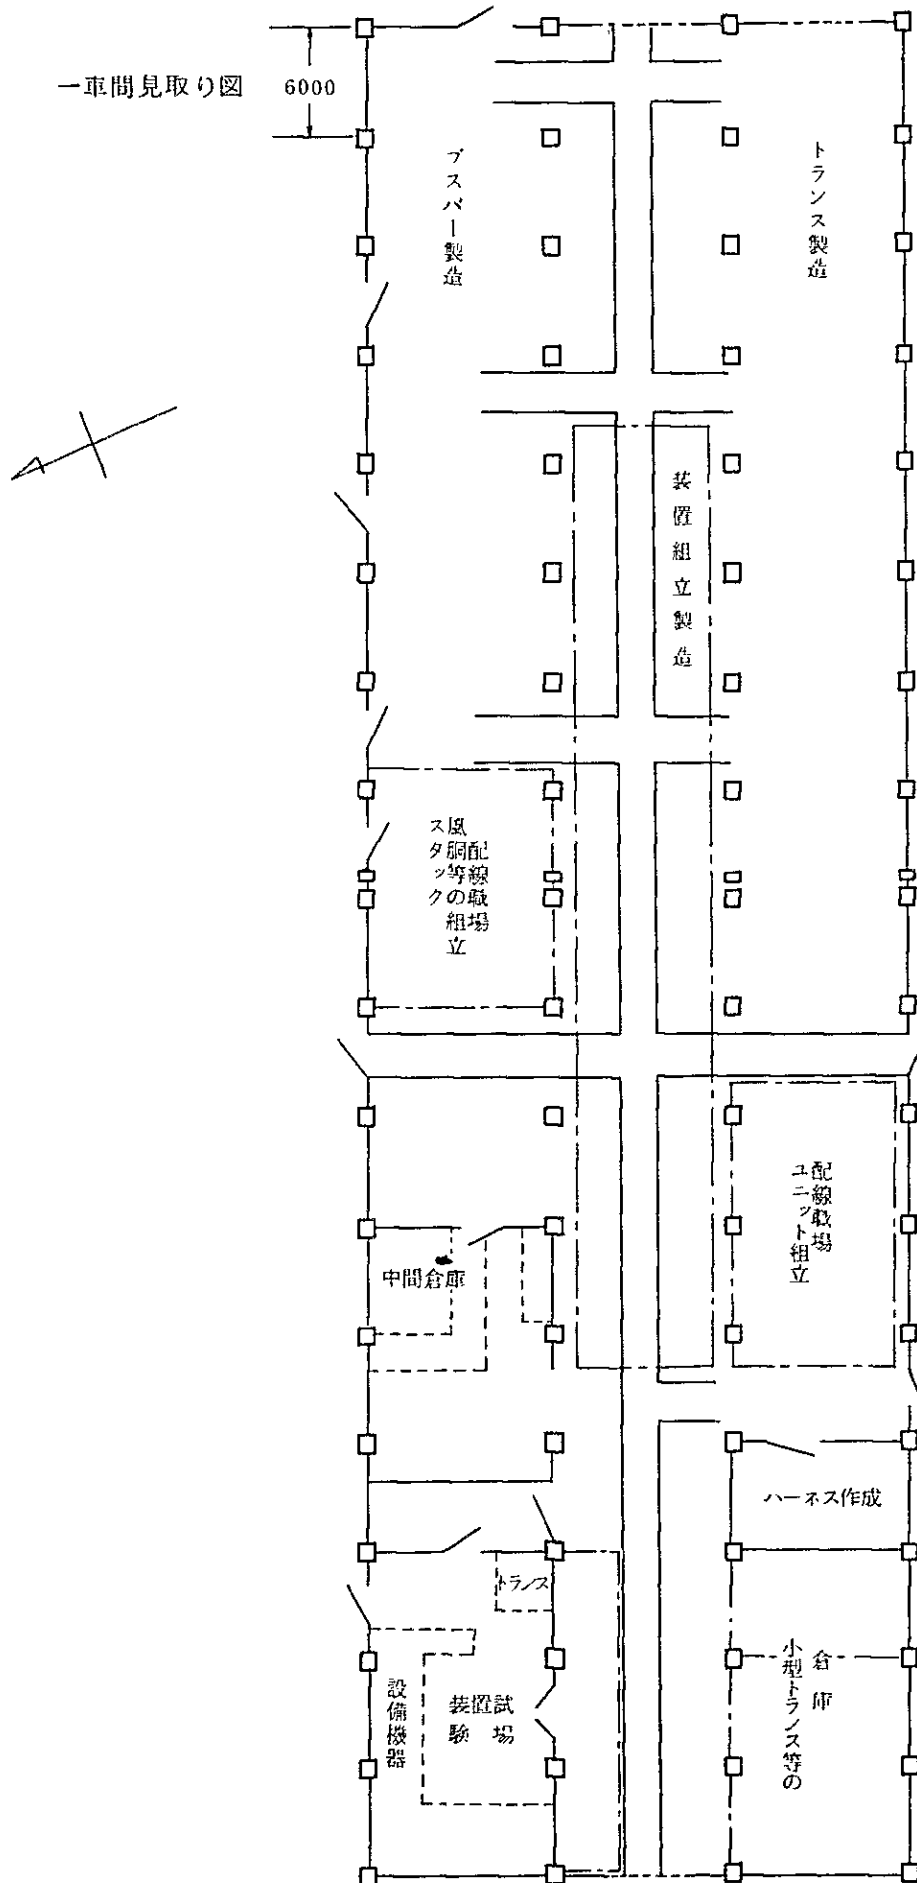 一車間見取り図
6000
ブスバー製造
トランス製造
装置組立製造
配線職場
風胴等の組立
スタック
配線職場
ユニット組立
中間倉庫
ハーネス作成
トランス
設備機器
装置試
験場
倉庫
小型トランス等の